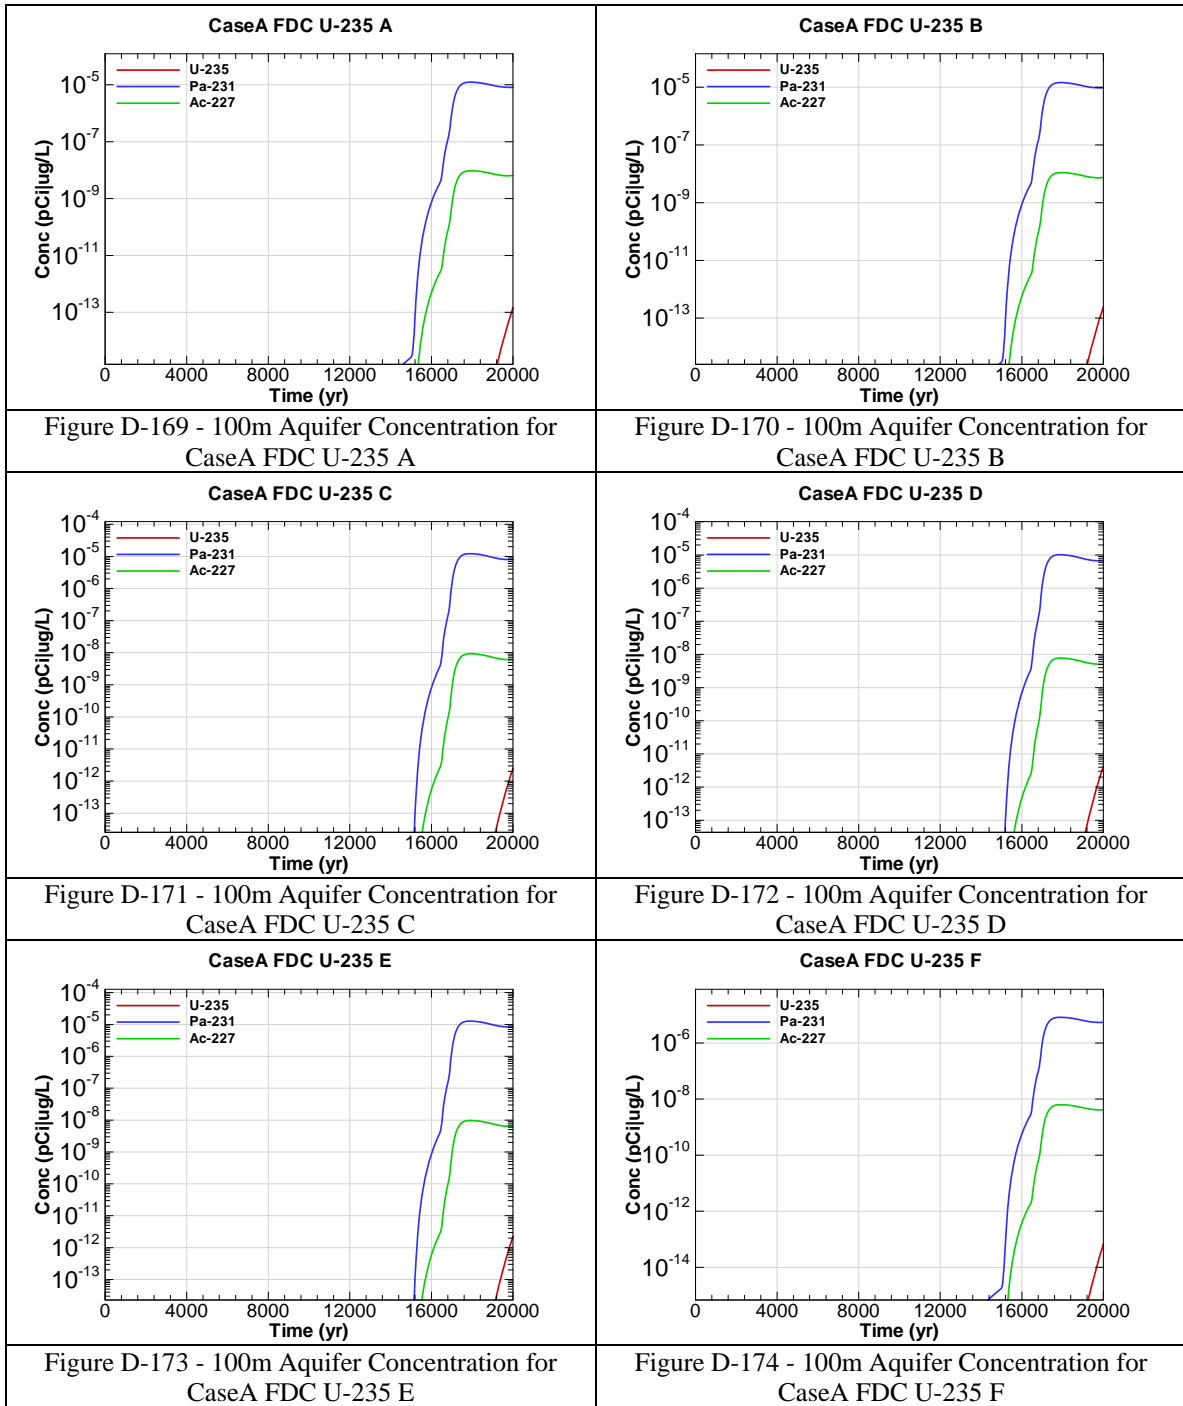 CaseA FDC U-235 A
U-235
Pa-231
Ac-227
Conc (pCi|ug/L)
10^-5
10^-7
10^-9
10^-11
10^-13
0 4000 8000 12000 16000 20000
Time (yr)
Figure D-169 - 100m Aquifer Concentration for
CaseA FDC U-235 A
CaseA FDC U-235 B
U-235
Pa-231
Ac-227
Conc (pCi|ug/L)
10^-5
10^-7
10^-9
10^-11
10^-13
0 4000 8000 12000 16000 20000
Time (yr)
Figure D-170 - 100m Aquifer Concentration for
CaseA FDC U-235 B
CaseA FDC U-235 C
U-235
Pa-231
Ac-227
Conc (pCi|ug/L)
10^-4
10^-5
10^-6
10^-7
10^-8
10^-9
10^-10
10^-11
10^-12
10^-13
0 4000 8000 12000 16000 20000
Time (yr)
Figure D-171 - 100m Aquifer Concentration for
CaseA FDC U-235 C
CaseA FDC U-235 D
U-235
Pa-231
Ac-227
Conc (pCi|ug/L)
10^-4
10^-5
10^-6
10^-7
10^-8
10^-9
10^-10
10^-11
10^-12
10^-13
0 4000 8000 12000 16000 20000
Time (yr)
Figure D-172 - 100m Aquifer Concentration for
CaseA FDC U-235 D
CaseA FDC U-235 E
U-235
Pa-231
Ac-227
Conc (pCi|ug/L)
10^-4
10^-5
10^-6
10^-7
10^-8
10^-9
10^-10
10^-11
10^-12
10^-13
0 4000 8000 12000 16000 20000
Time (yr)
Figure D-173 - 100m Aquifer Concentration for
CaseA FDC U-235 E
CaseA FDC U-235 F
U-235
Pa-231
Ac-227
Conc (pCi|ug/L)
10^-6
10^-8
10^-10
10^-12
10^-14
0 4000 8000 12000 16000 20000
Time (yr)
Figure D-174 - 100m Aquifer Concentration for
CaseA FDC U-235 F